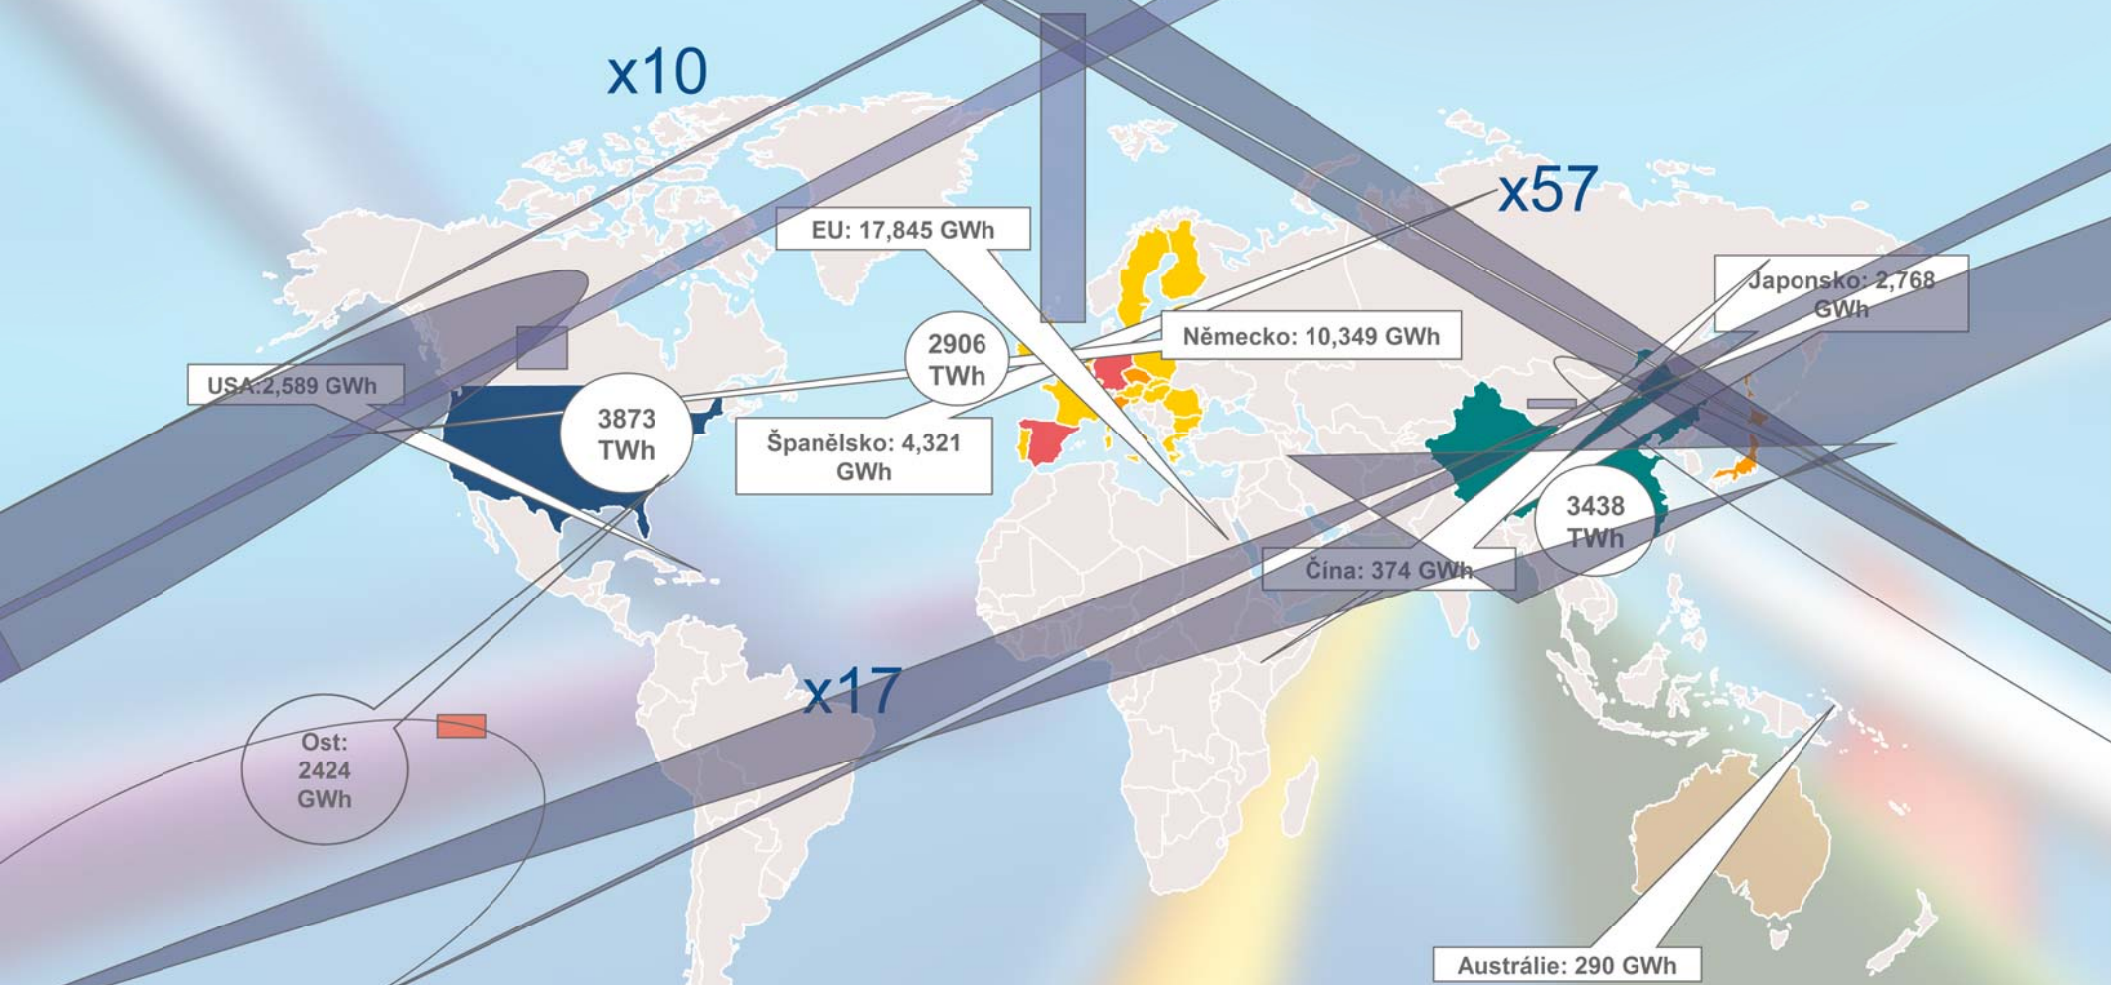 x10
x57
EU: 17,845 GWh
Japonsko: 2,768
GWh
Německo: 10,349 GWh
2906
TWh
USA:2,589 GWh
3873
TWh
Španělsko: 4,321
GWh
3438
TWh
Čína: 374 GWh
x17
Ost:
2424
GWh
Austrálie: 290 GWh